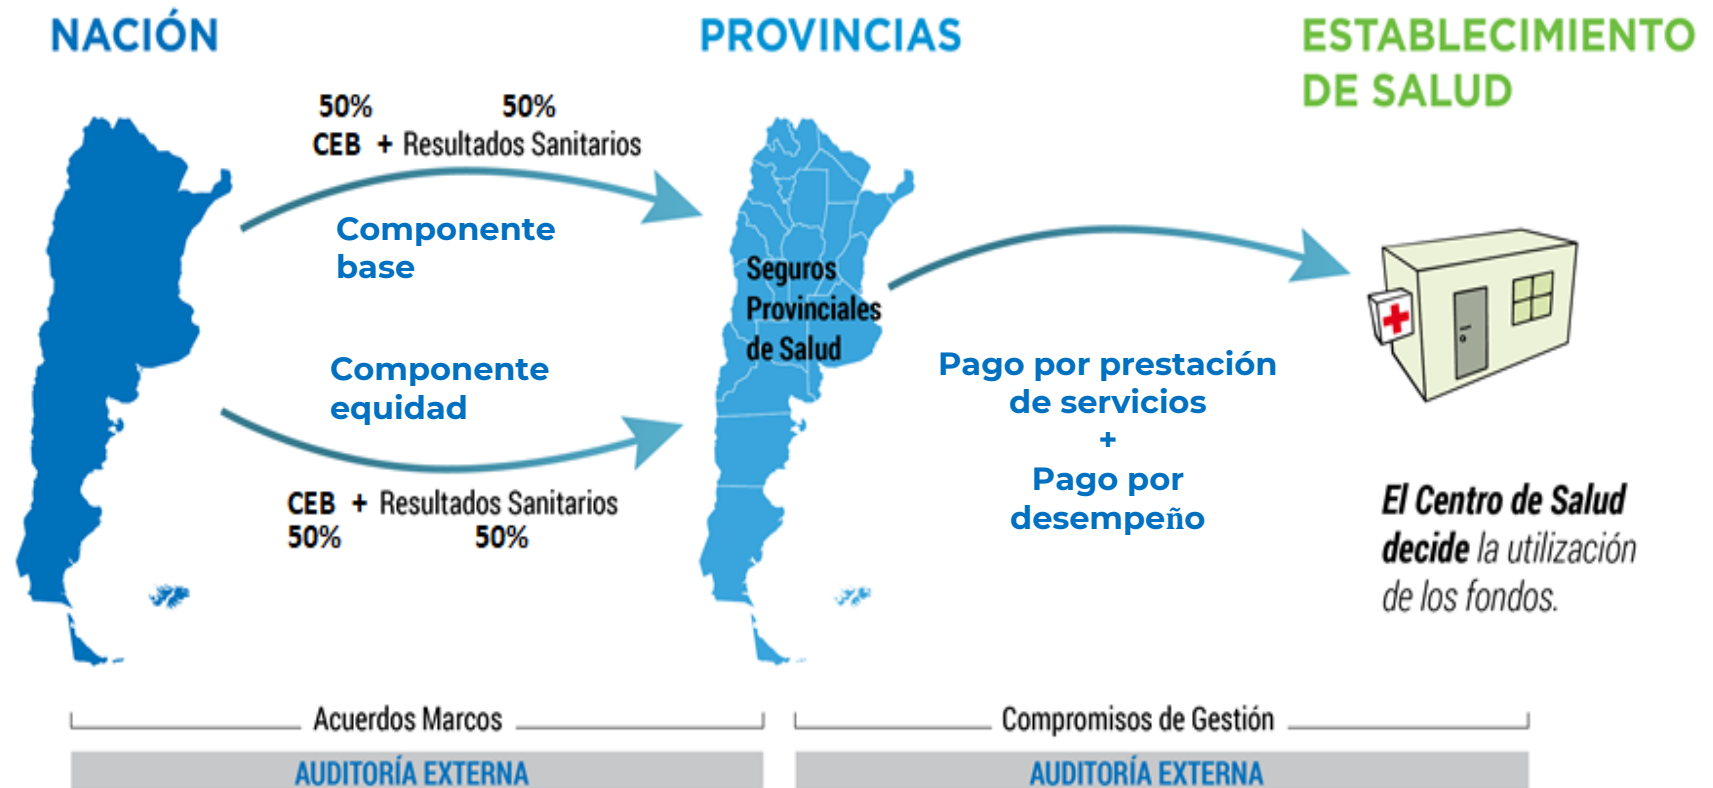 NACIÓN
PROVINCIAS
ESTABLECIMIENTO
DE SALUD
50% 50%
CEB + Resultados Sanitarios
Componente
base
Componente
equidad
CEB + Resultados Sanitarios
50% 50%
Seguros
Provinciales
de Salud
Pago por prestación
de servicios
+
Pago por
desempeño
El Centro de Salud
decide la utilización
de los fondos.
Acuerdos Marcos
Compromisos de Gestión
AUDITORÍA EXTERNA
AUDITORÍA EXTERNA